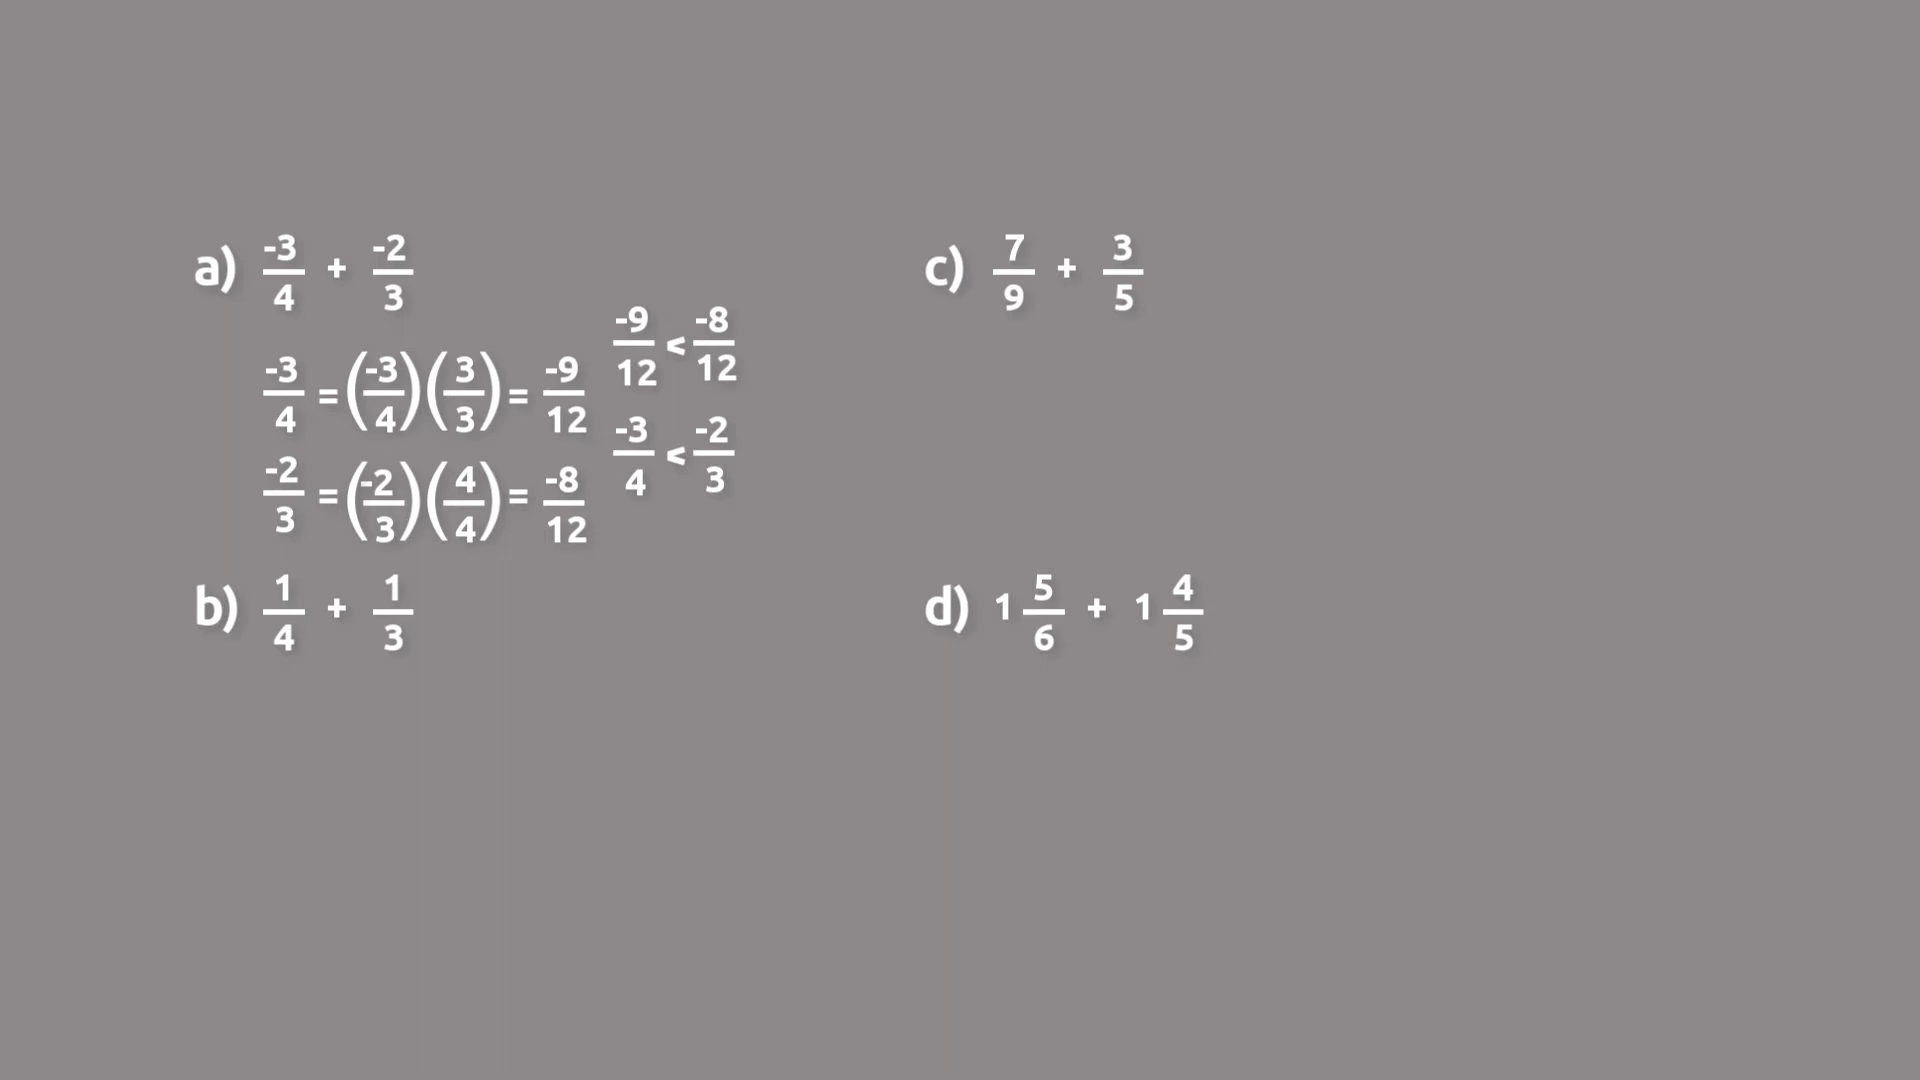 a) -3/4 + -2/3
-3/4 = (-3/4)(3/3) = -9/12
-2/3 = (-2/3)(4/4) = -8/12
-9/12 < -8/12
-3/4 < -2/3
b) 1/4 + 1/3
c) 7/9 + 3/5
d) 1 5/6 + 1 4/5